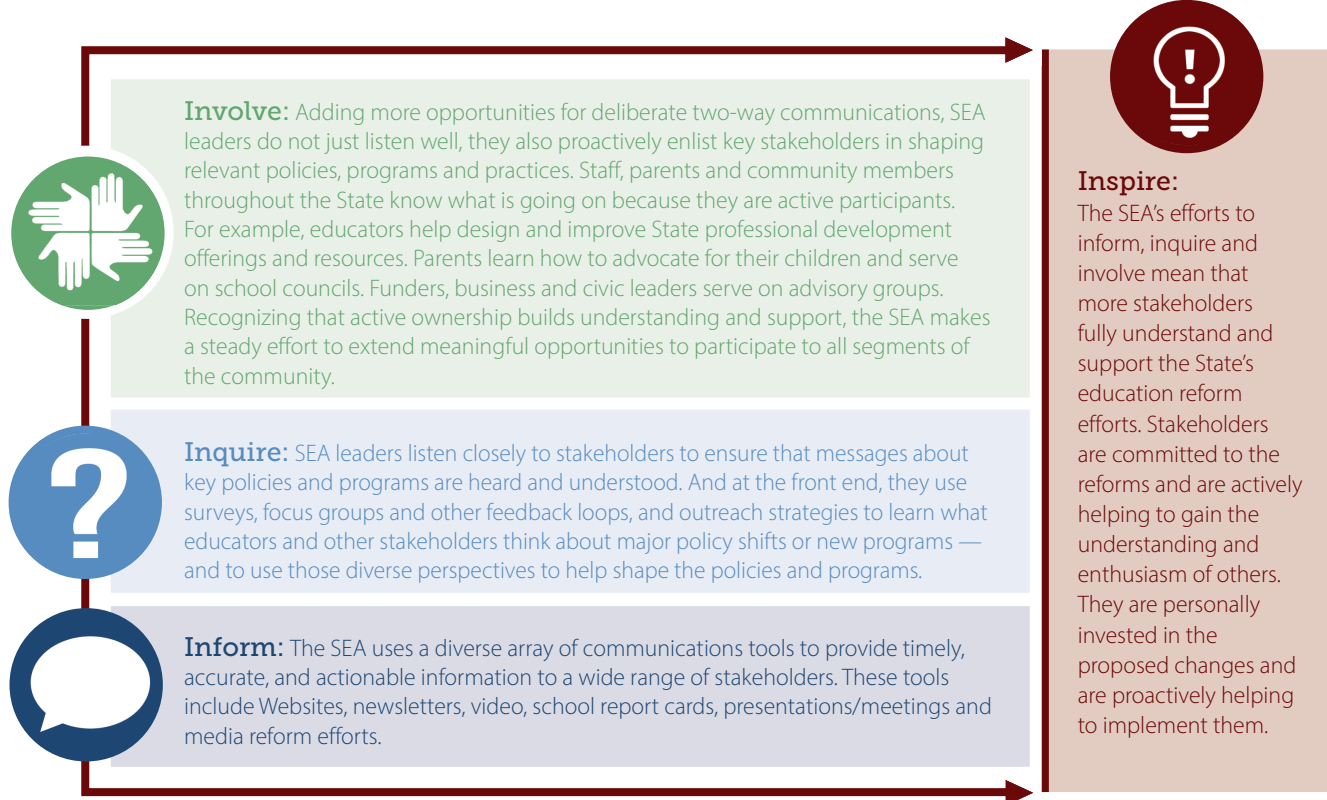 Involve: Adding more opportunities for deliberate two-way communications, SEA
leaders do not just listen well, they also proactively enlist key stakeholders in shaping
relevant policies, programs and practices. Staff, parents and community members
throughout the State know what is going on because they are active participants.
For example, educators help design and improve State professional development
offerings and resources. Parents learn how to advocate for their children and serve
on school councils. Funders, business and civic leaders serve on advisory groups.
Recognizing that active ownership builds understanding and support, the SEA makes
a steady effort to extend meaningful opportunities to participate to all segments of
the community.
?
Inquire: SEA leaders listen closely to stakeholders to ensure that messages about
key policies and programs are heard and understood. And at the front end, they use
surveys, focus groups and other feedback loops, and outreach strategies to learn what
educators and other stakeholders think about major policy shifts or new programs —
and to use those diverse perspectives to help shape the policies and programs.
Inform: The SEA uses a diverse array of communications tools to provide timely,
accurate, and actionable information to a wide range of stakeholders. These tools
include Websites, newsletters, video, school report cards, presentations/meetings and
media reform efforts.
!
Inspire:
The SEA's efforts to
inform, inquire and
involve mean that
more stakeholders
fully understand and
support the State's
education reform
efforts. Stakeholders
are committed to the
reforms and are actively
helping to gain the
understanding and
enthusiasm of others.
They are personally
invested in the
proposed changes and
are proactively helping
to implement them.